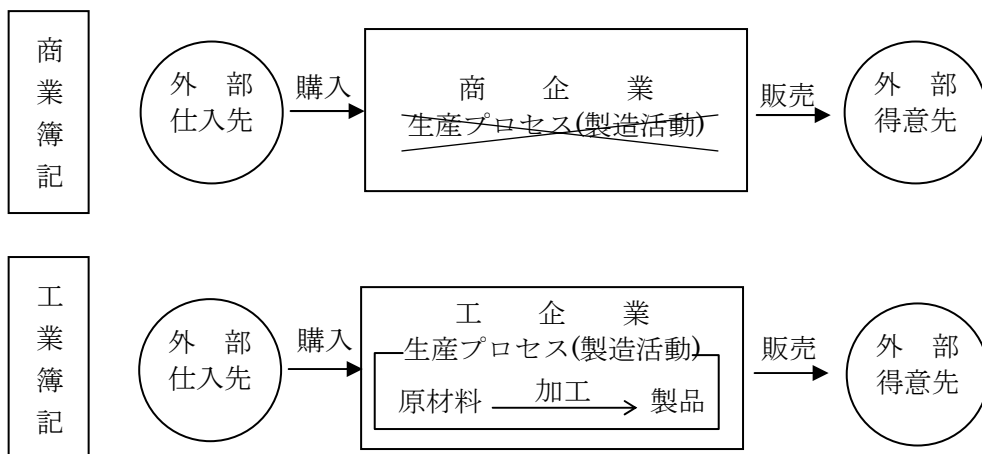 商業簿記
外　部
仕入先
購入
商　企　業
生産プロセス(製造活動)
販売
外　部
得意先
工業簿記
外　部
仕入先
購入
工　企　業
生産プロセス(製造活動)
原材料
加工
製品
販売
外　部
得意先